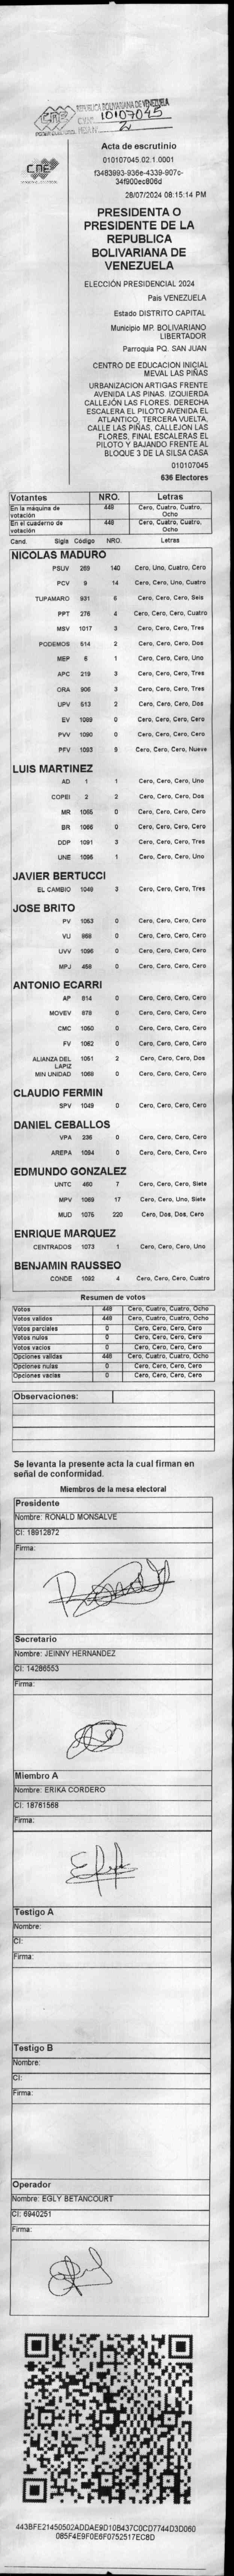 REPUBLICA BOLIVARIANA DE VENEZUELA
10107045
2
CNE
Acta de escrutinio
010107045.02.1.0001
f3483993-936e-4339-907c-
34f900ec806d
28/07/2024 08:15:14 PM
PRESIDENTA O
PRESIDENTE DE LA
REPUBLICA
BOLIVARIANA DE
VENEZUELA
ELECCIÓN PRESIDENCIAL 2024
Pais VENEZUELA
Estado DISTRITO CAPITAL
Municipio MP. BOLIVARIANO
LIBERTADOR
Parroquia PQ. SAN JUAN
CENTRO DE EDUCACION INICIAL
MEVAL LAS PIÑAS
URBANIZACION ARTIGAS FRENTE
AVENIDA LAS PINAS. IZQUIERDA
CALLEJÓN LAS FLORES. DERECHA
ESCALERA EL PILOTO AVENIDA EL
ATLANTICO, TERCERA VUELTA,
CALLE LAS PIÑAS, CALLEJON LAS
FLORES, FINAL ESCALERAS EL
PILOTO Y BAJANDO FRENTE AL
BLOQUE 3 DE LA SILSA CASA
010107045
636 Electores
Votantes NRO. Letras
En la máquina de votación 448 Cero, Cuatro, Cuatro, Ocho
En el cuaderno de votación 448 Cero, Cuatro, Cuatro, Ocho
Cand. Sigla Código NRO. Letras
NICOLAS MADURO
PSUV 269 140 Cero, Uno, Cuatro, Cero
PCV 9 14 Cero, Cero, Uno, Cuatro
TUPAMARO 931 6 Cero, Cero, Cero, Seis
PPT 276 4 Cero, Cero, Cero, Cuatro
MSV 1017 3 Cero, Cero, Cero, Tres
PODEMOS 514 2 Cero, Cero, Cero, Dos
MEP 5 1 Cero, Cero, Cero, Uno
APC 219 3 Cero, Cero, Cero, Tres
ORA 906 3 Cero, Cero, Cero, Tres
UPV 513 2 Cero, Cero, Cero, Dos
EV 1089 0 Cero, Cero, Cero, Cero
PVV 1090 0 Cero, Cero, Cero, Cero
PFV 1093 9 Cero, Cero, Cero, Nueve
LUIS MARTINEZ
AD 1 1 Cero, Cero, Cero, Uno
COPEI 2 2 Cero, Cero, Cero, Dos
MR 1055 0 Cero, Cero, Cero, Cero
BR 1066 0 Cero, Cero, Cero, Cero
DDP 1091 3 Cero, Cero, Cero, Tres
UNE 1095 1 Cero, Cero, Cero, Uno
JAVIER BERTUCCI
EL CAMBIO 1048 3 Cero, Cero, Cero, Tres
JOSE BRITO
PV 1053 0 Cero, Cero, Cero, Cero
VU 968 0 Cero, Cero, Cero, Cero
UVV 1096 0 Cero, Cero, Cero, Cero
MPJ 458 0 Cero, Cero, Cero, Cero
ANTONIO ECARRI
AP 814 0 Cero, Cero, Cero, Cero
MOVEV 878 0 Cero, Cero, Cero, Cero
CMC 1050 0 Cero, Cero, Cero, Cero
FV 1062 0 Cero, Cero, Cero, Cero
ALIANZA DEL LAPIZ 1051 2 Cero, Cero, Cero, Dos
MIN UNIDAD 1068 0 Cero, Cero, Cero, Cero
CLAUDIO FERMIN
SPV 1049 0 Cero, Cero, Cero, Cero
DANIEL CEBALLOS
VPA 236 0 Cero, Cero, Cero, Cero
AREPA 1094 0 Cero, Cero, Cero, Cero
EDMUNDO GONZALEZ
UNTC 460 7 Cero, Cero, Cero, Siete
MPV 1069 17 Cero, Cero, Uno, Siete
MUD 1075 220 Cero, Dos, Dos, Cero
ENRIQUE MARQUEZ
CENTRADOS 1073 1 Cero, Cero, Cero, Uno
BENJAMIN RAUSSEO
CONDE 1092 4 Cero, Cero, Cero, Cuatro
Resumen de votos
Votos 448 Cero, Cuatro, Cuatro, Ocho
Votos validos 448 Cero, Cuatro, Cuatro, Ocho
Votos parciales 0 Cero, Cero, Cero, Cero
Votos nulos 0 Cero, Cero, Cero, Cero
Votos vacios 0 Cero, Cero, Cero, Cero
Opciones validas 448 Cero, Cuatro, Cuatro, Ocho
Opciones nulas 0 Cero, Cero, Cero, Cero
Opciones vacias 0 Cero, Cero, Cero, Cero
Observaciones:
Se levanta la presente acta la cual firman en
señal de conformidad.
Miembros de la mesa electoral
Presidente
Nombre: RONALD MONSALVE
CI: 18912872
Firma:
Secretario
Nombre: JEINNY HERNANDEZ
CI: 14286553
Firma:
Miembro A
Nombre: ERIKA CORDERO
CI: 18761568
Firma:
Testigo A
Nombre:
CI:
Firma:
Testigo B
Nombre:
CI:
Firma:
Operador
Nombre: EGLY BETANCOURT
CI: 6940251
Firma:
443BFE21450502ADDAE9D10B437C0CD7744D3D060
085F4E9F0E6F0752517EC8D